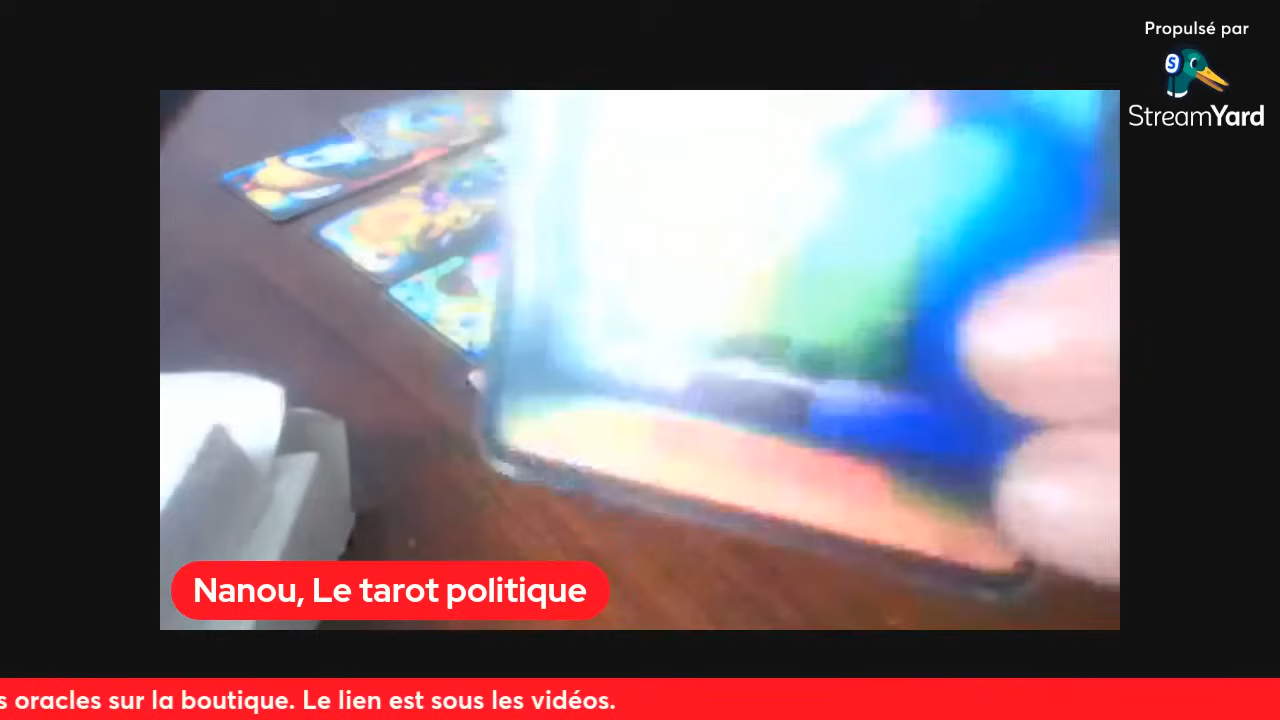 Propulsé par
StreamYard
Nanou, Le tarot politique
s oracles sur la boutique. Le lien est sous les vidéos.